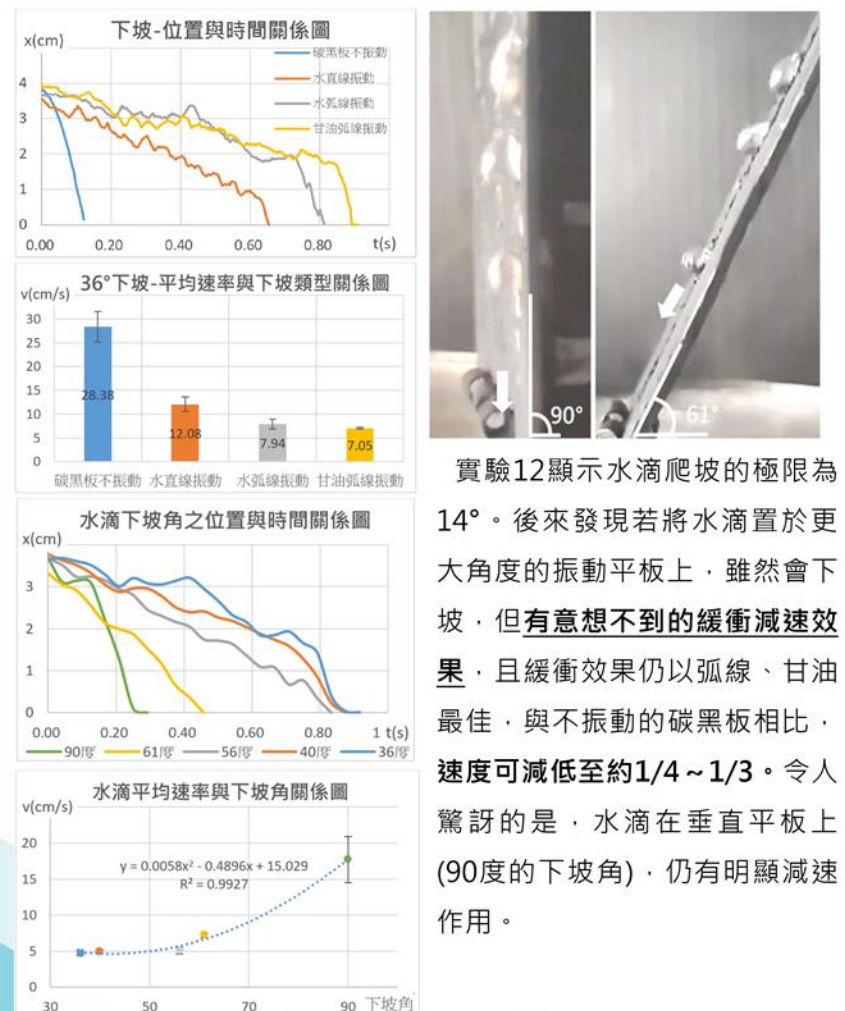 下坡-位置與時間關係圖
x(cm)
碳黑板不振動
水直線振動
水弧線振動
甘油弧線振動
4
3
2
1
0
0.00 0.20 0.40 0.60 0.80 t(s)
36°下坡-平均速率與下坡類型關係圖
v(cm/s)
30
25
20
15
10
5
0
28.38
12.08
7.94
7.05
碳黑板不振動 水直線振動 水弧線振動 甘油弧線振動
水滴下坡角之位置與時間關係圖
x(cm)
3
2
1
0
0.00 0.20 0.40 0.60 0.80 1 t(s)
90度 61度 56度 40度 36度
水滴平均速率與下坡角關係圖
v(cm/s)
20
15
10
5
0
y = 0.0058x² - 0.4896x + 15.029
R² = 0.9927
30 50 70 90 下坡角
90°
61°
實驗12顯示水滴爬坡的極限為
14°。後來發現若將水滴置於更
大角度的振動平板上，雖然會下
坡，但有意想不到的緩衝減速效
果，且緩衝效果仍以弧線、甘油
最佳，與不振動的碳黑板相比，
速度可減低至約1/4～1/3。令人
驚訝的是，水滴在垂直平板上
(90度的下坡角)，仍有明顯減速
作用。